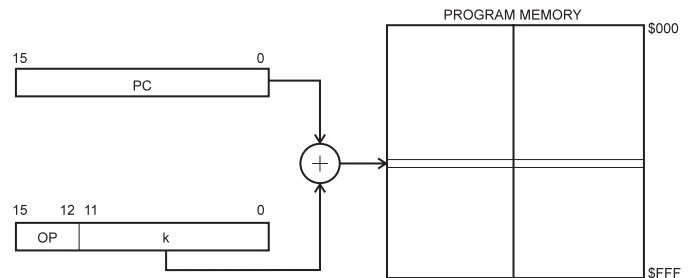 PROGRAM MEMORY
$000
15 0
PC
+
15 12 11 0
OP k
$FFF